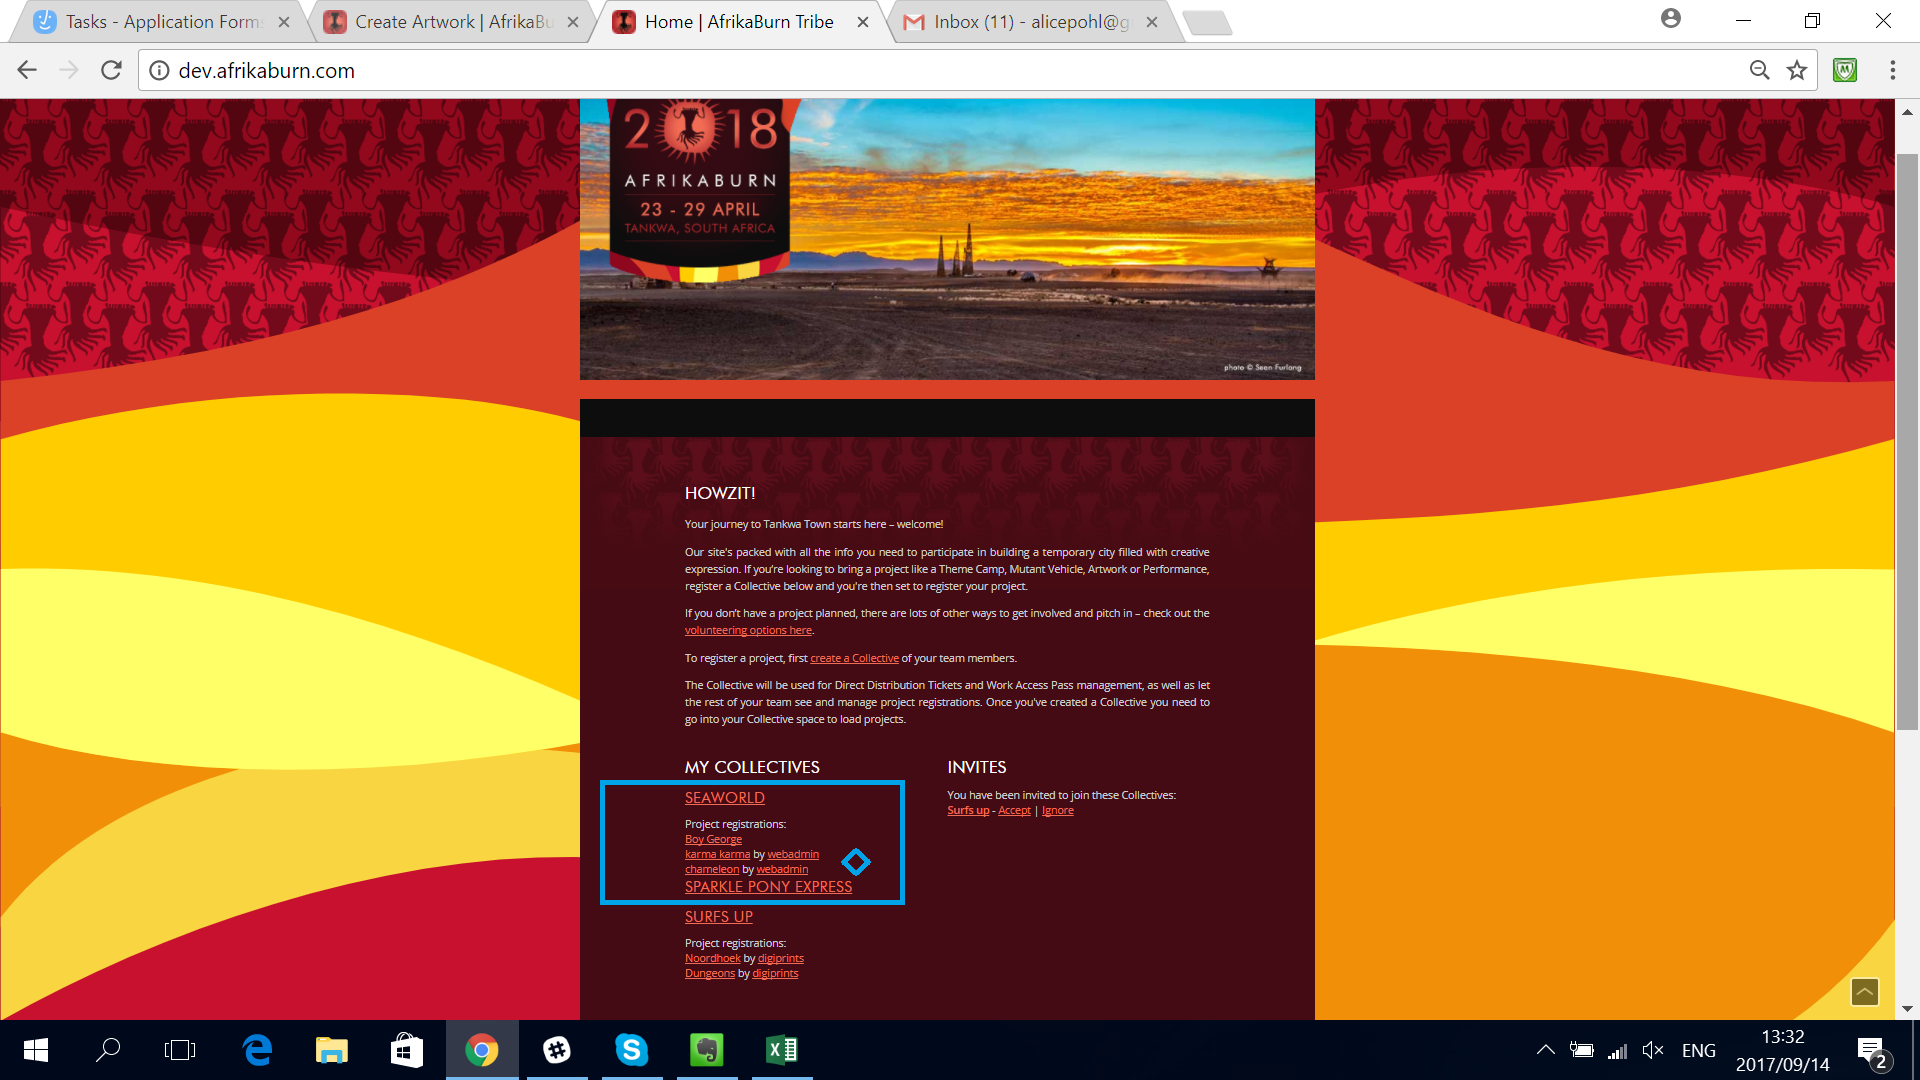 Tasks - Application Forms
Create Artwork | AfrikaBu
Home | AfrikaBurn Tribe
Inbox (11) - alicepohl@g
dev.afrikaburn.com
2018
AFRIKABURN
23 - 29 APRIL
TANKWA, SOUTH AFRICA
photo © Sean Furlong
HOWZIT!
Your journey to Tankwa Town starts here – welcome!
Our site's packed with all the info you need to participate in building a temporary city filled with creative
expression. If you're looking to bring a project like a Theme Camp, Mutant Vehicle, Artwork or Performance,
register a Collective below and you're then set to register your project.
If you don't have a project planned, there are lots of other ways to get involved and pitch in – check out the
volunteering options here.
To register a project, first create a Collective of your team members.
The Collective will be used for Direct Distribution Tickets and Work Access Pass management, as well as let
the rest of your team see and manage project registrations. Once you've created a Collective you need to
go into your Collective space to load projects.
MY COLLECTIVES
SEAWORLD
Project registrations:
Boy George
karma karma by webadmin
chameleon by webadmin
SPARKLE PONY EXPRESS
SURFS UP
Project registrations:
Noordhoek by digiprints
Dungeons by digiprints
INVITES
You have been invited to join these Collectives:
Surfs up - Accept | Ignore
ENG
13:32
2017/09/14
2